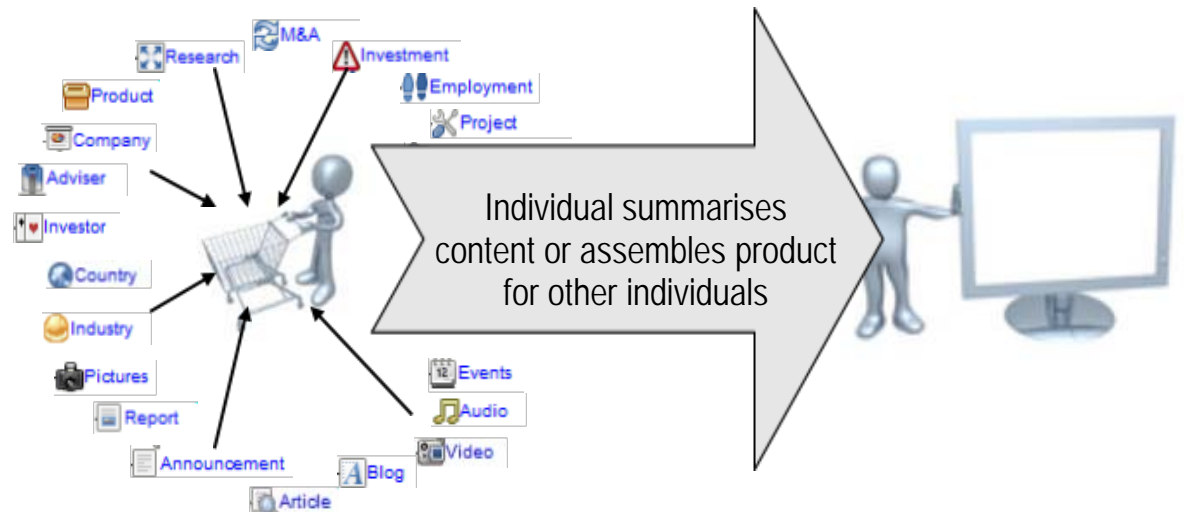 M&A
Research
Investment
Product
Employment
Company
Project
Adviser
Investor
Country
Industry
Pictures
Report
Announcement
Article
Blog
Video
Audio
12
Events
Individual summarises
content or assembles product
for other individuals